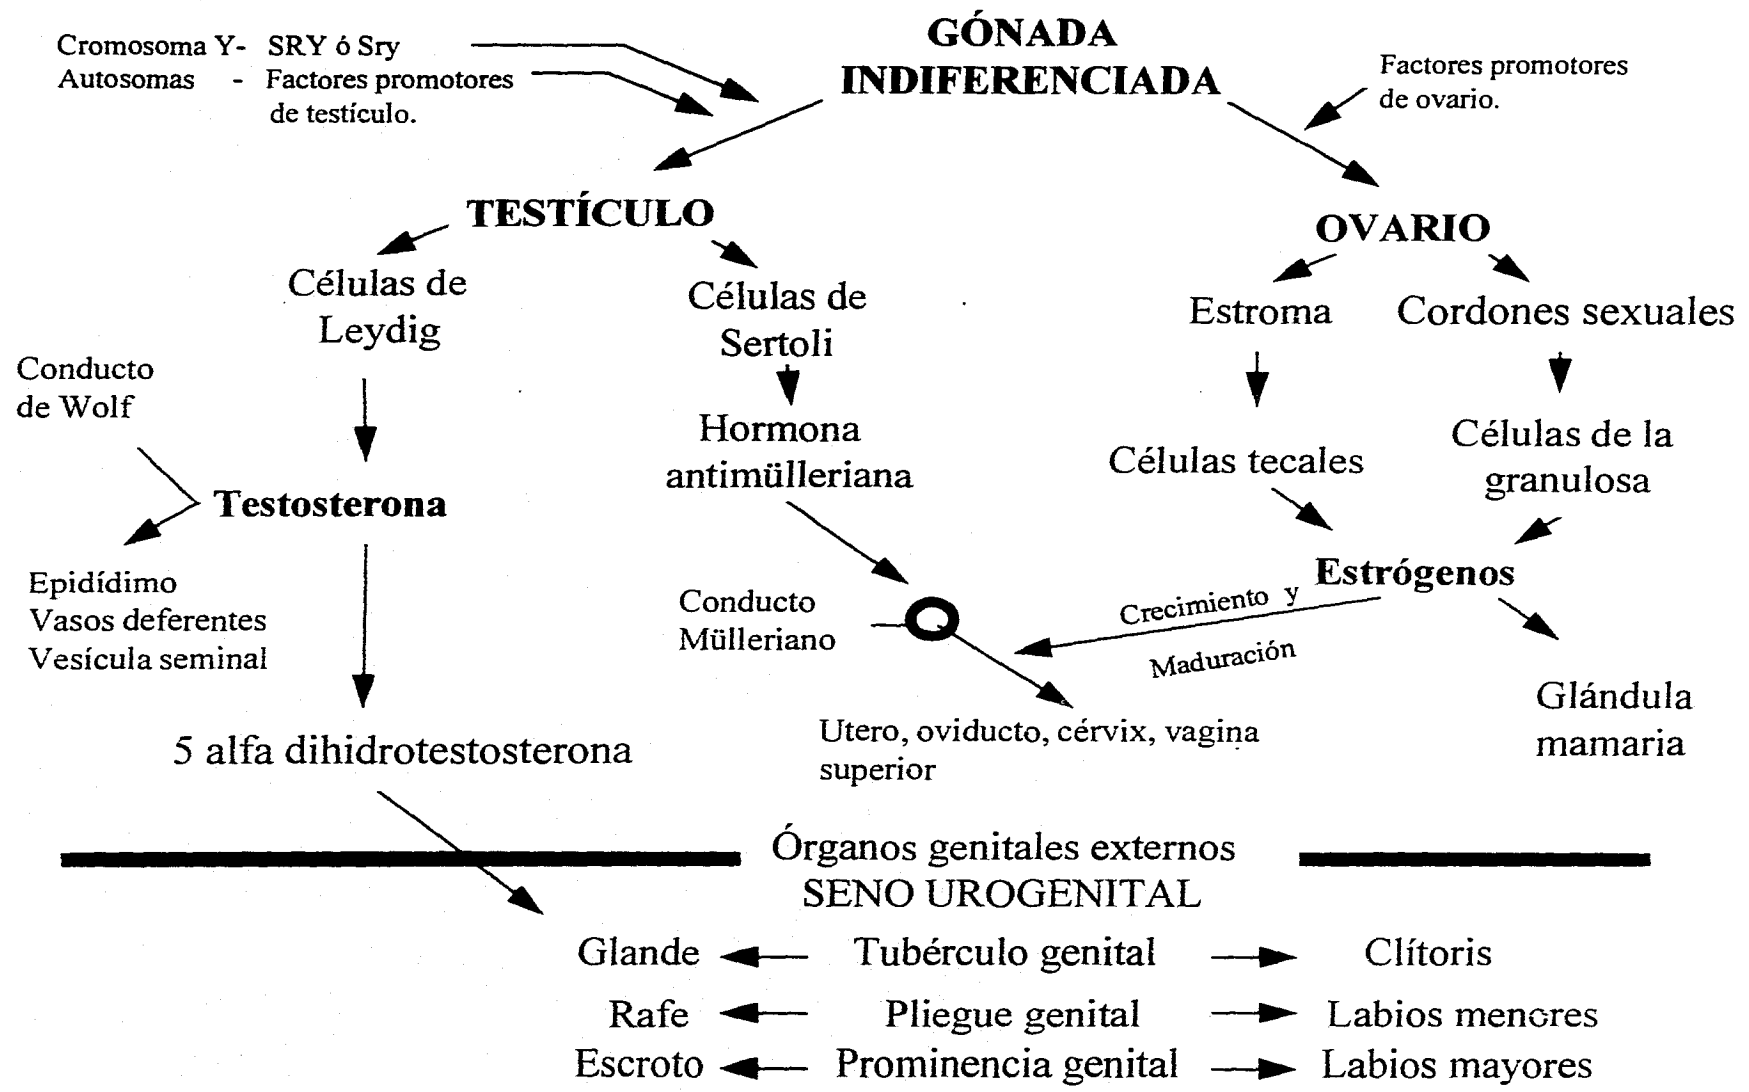 GÓNADA
INDIFERENCIADA
Cromosoma Y- SRY ó Sry
Autosomas - Factores promotores
de testículo.
Factores promotores
de ovario.
TESTÍCULO
OVARIO
Células de
Leydig
Células de
Sertoli
Estroma
Cordones sexuales
Conducto
de Wolf
Hormona
antimülleriana
Células tecales
Células de la
granulosa
Testosterona
Estrógenos
Epidídimo
Vasos deferentes
Vesícula seminal
Conducto
Mülleriano
Crecimiento y
Maduración
Glándula
mamaria
5 alfa dihidrotestosterona
Utero, oviducto, cérvix, vagina
superior
Órganos genitales externos
SENO UROGENITAL
Glande Tubérculo genital Clítoris
Rafe Pliegue genital Labios menores
Escroto Prominencia genital Labios mayores